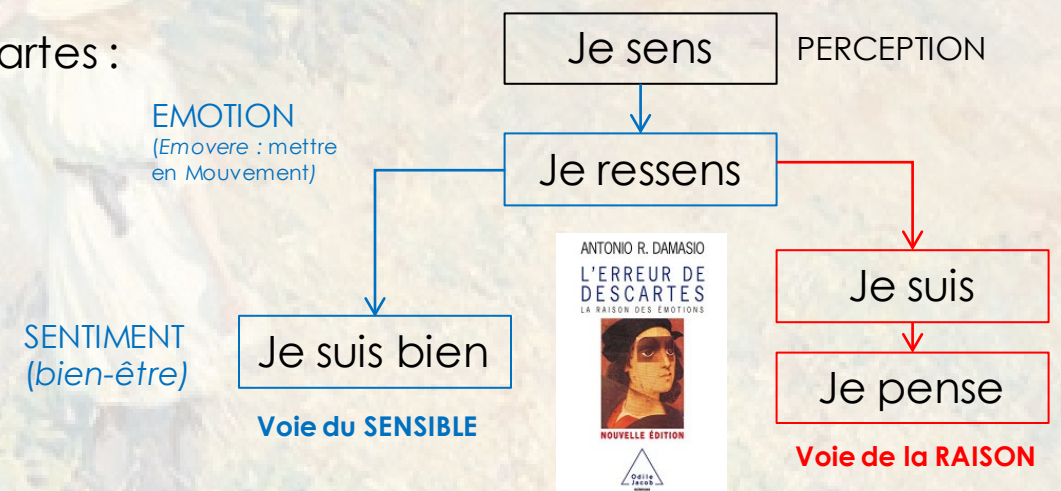 artes :
Je sens
PERCEPTION
EMOTION
(Emovere : mettre
en Mouvement)
Je ressens
ANTONIO R. DAMASIO
L'ERREUR DE
DESCARTES
LA RAISON DES ÉMOTIONS
NOUVELLE ÉDITION
Odile
Jacob
Je suis
SENTIMENT
(bien-être)
Je suis bien
Je pense
Voie du SENSIBLE
Voie de la RAISON